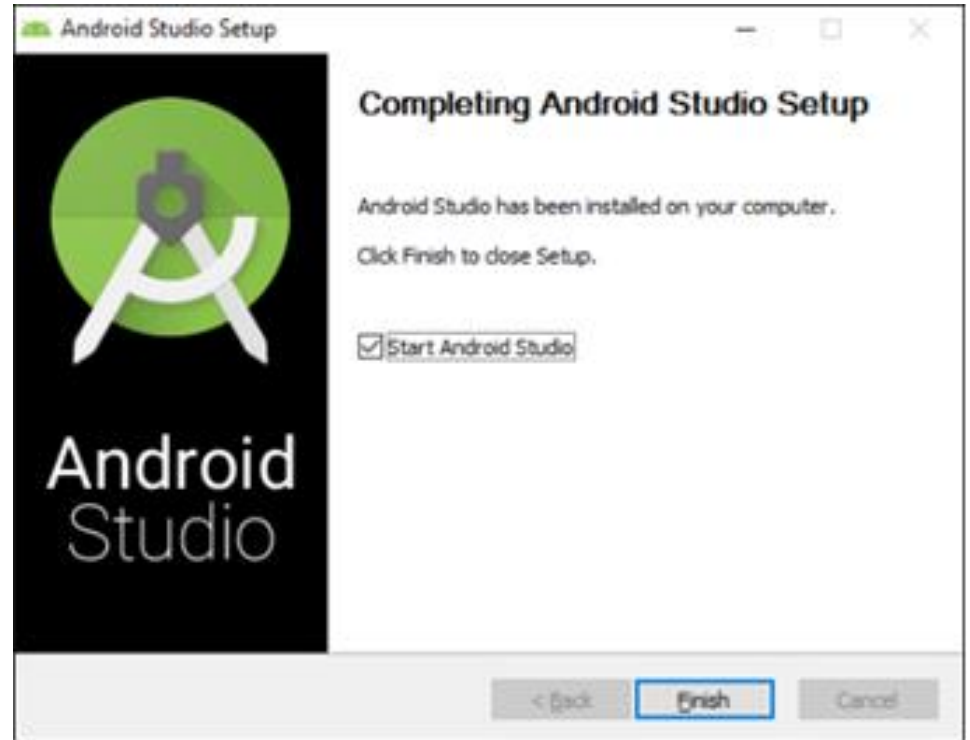 Android Studio Setup
Completing Android Studio Setup
Android Studio has been installed on your computer.
Click Finish to close Setup.
Start Android Studio
Android
Studio
< Back
Finish
Cancel